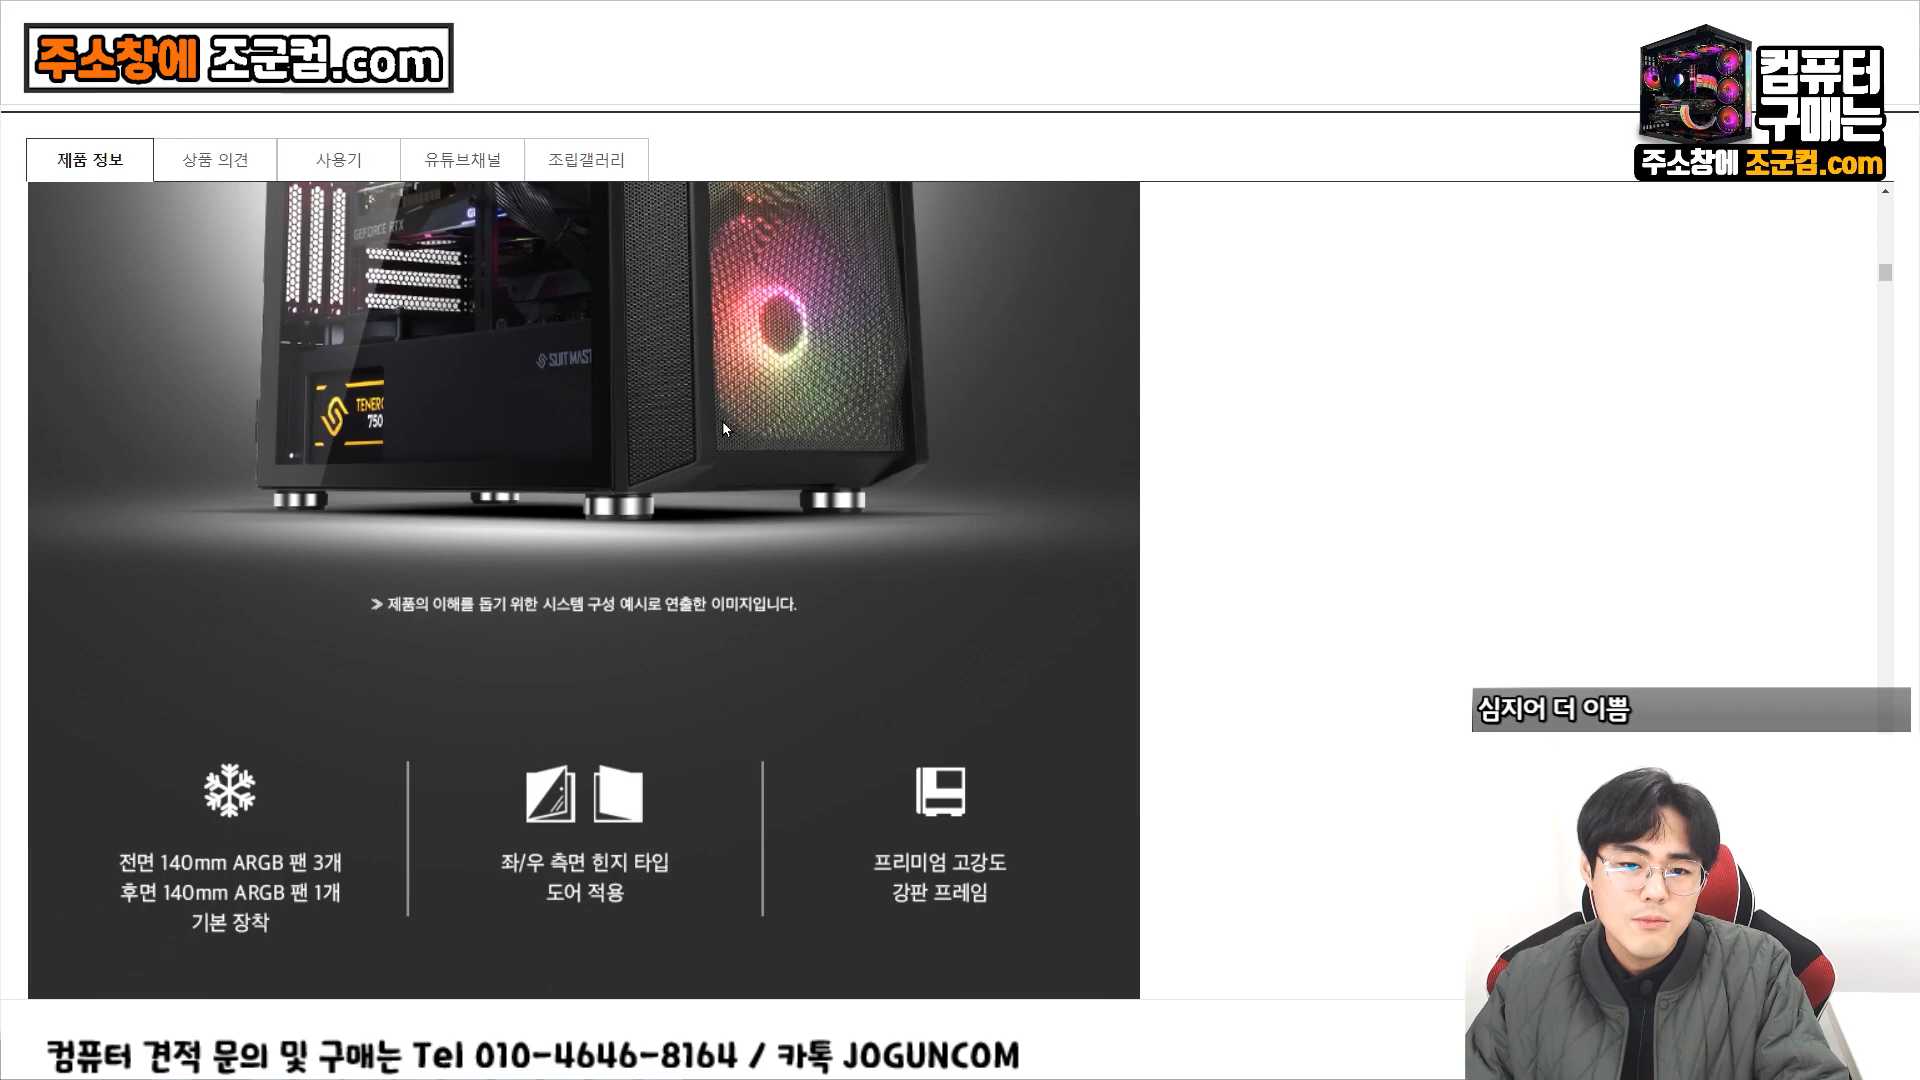 주소창에 조군컴.com
컴퓨터
구매는
주소창에 조군컴.com
제품 정보
상품 의견
사용기
유튜브채널
조립갤러리
GEFORCE RTX
SUITMAST
TENERG
750
≫ 제품의 이해를 돕기 위한 시스템 구성 예시로 연출한 이미지입니다.
심지어 더 이쁨
전면 140mm ARGB 팬 3개
후면 140mm ARGB 팬 1개
기본 장착
좌/우 측면 힌지 타입
도어 적용
프리미엄 고강도
강판 프레임
컴퓨터 견적 문의 및 구매는 Tel 010-4646-8164 / 카톡 JOGUNCOM